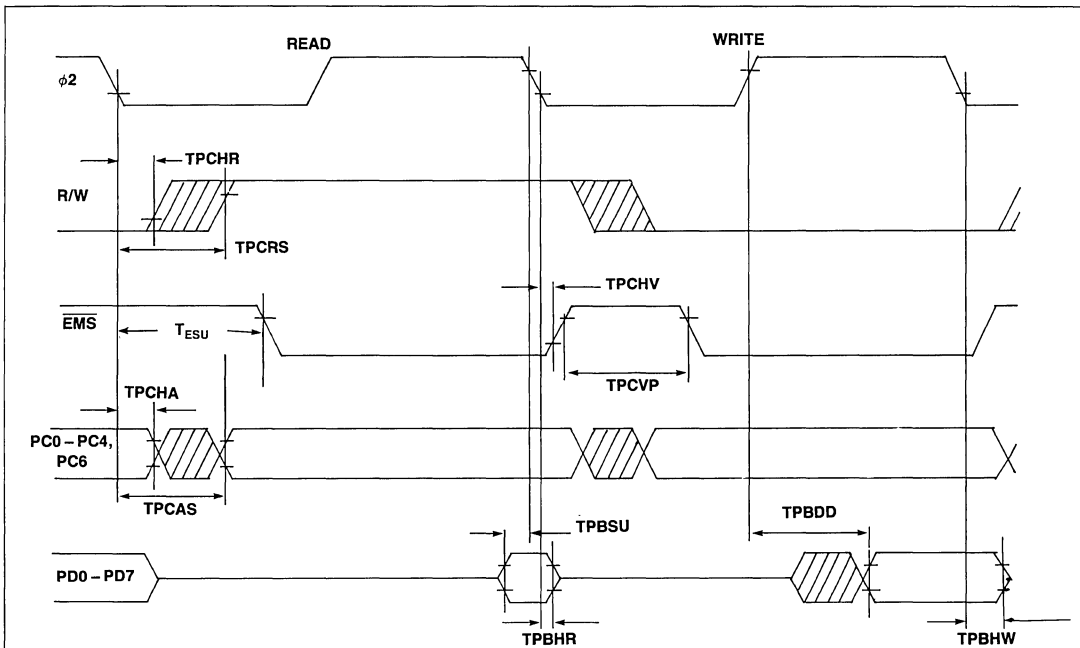 READ
WRITE
ϕ2
TPCHR
R/W
TPCRS
TPCHV
EMS
TESU
TPCVP
TPCHA
PC0 – PC4,
PC6
TPCAS
TPBSU
TPBDD
PD0 – PD7
TPBHR
TPBHW